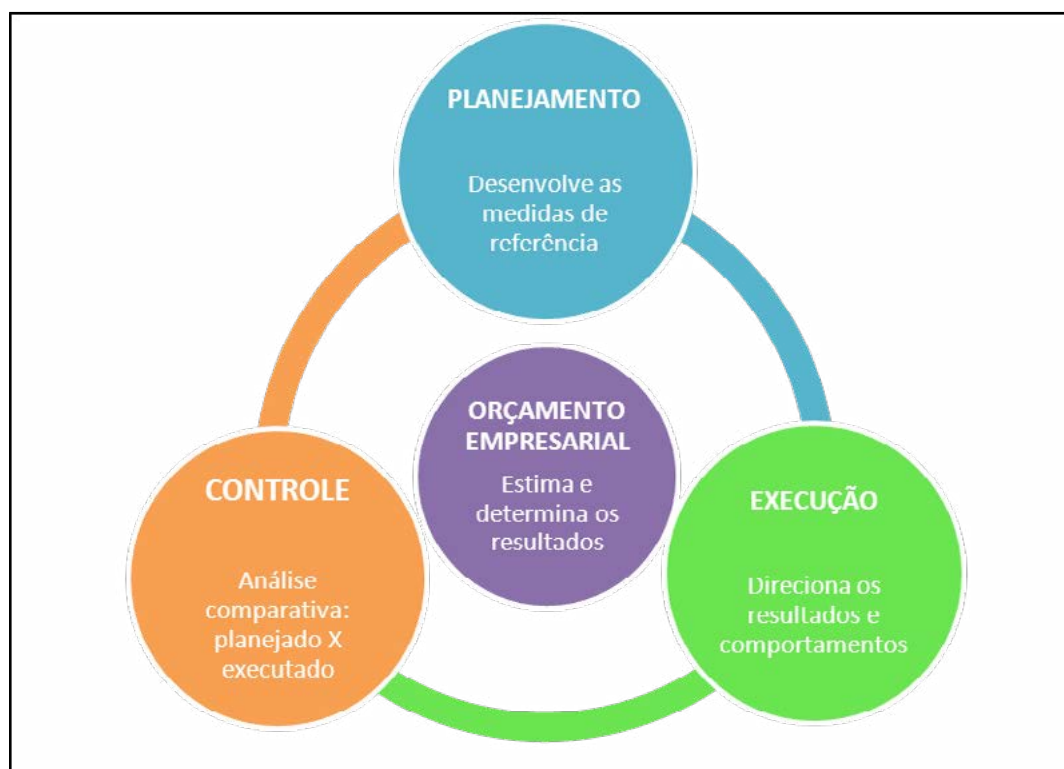 PLANEJAMENTO
Desenvolve as
medidas de
referência
ORÇAMENTO
EMPRESARIAL
Estima e
determina os
resultados
CONTROLE
Análise
comparativa:
planejado X
executado
EXECUÇÃO
Direciona os
resultados e
comportamentos